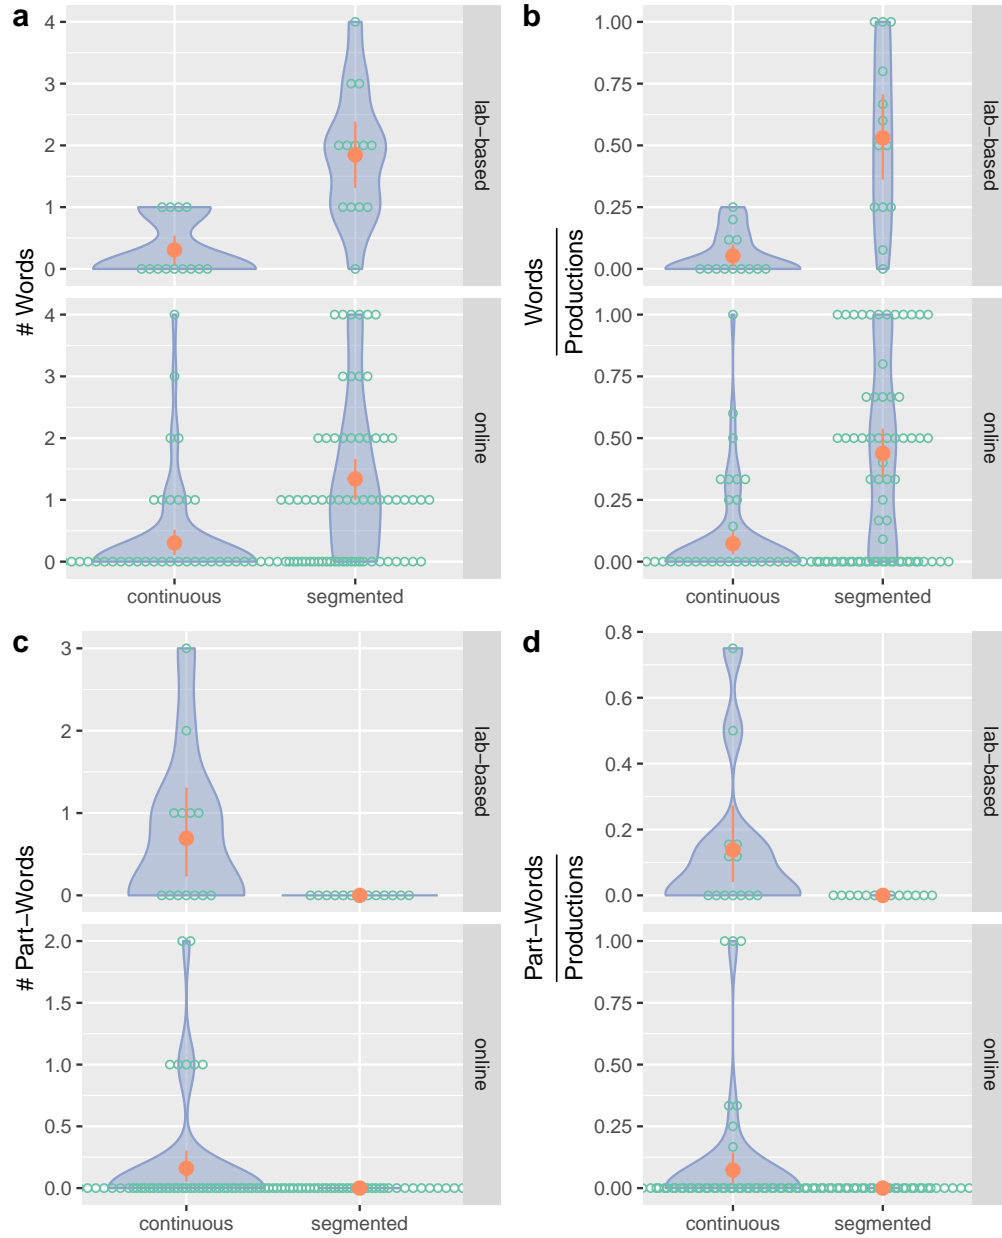 a
# Words
4
3
2
1
0
lab−based
4
3
2
1
0
online
continuous
segmented
b
Words
Productions
1.00
0.75
0.50
0.25
0.00
lab−based
1.00
0.75
0.50
0.25
0.00
online
continuous
segmented
c
# Part−Words
3
2
1
0
lab−based
2.0
1.5
1.0
0.5
0.0
online
continuous
segmented
d
Part−Words
Productions
0.8
0.6
0.4
0.2
0.0
lab−based
1.00
0.75
0.50
0.25
0.00
online
continuous
segmented